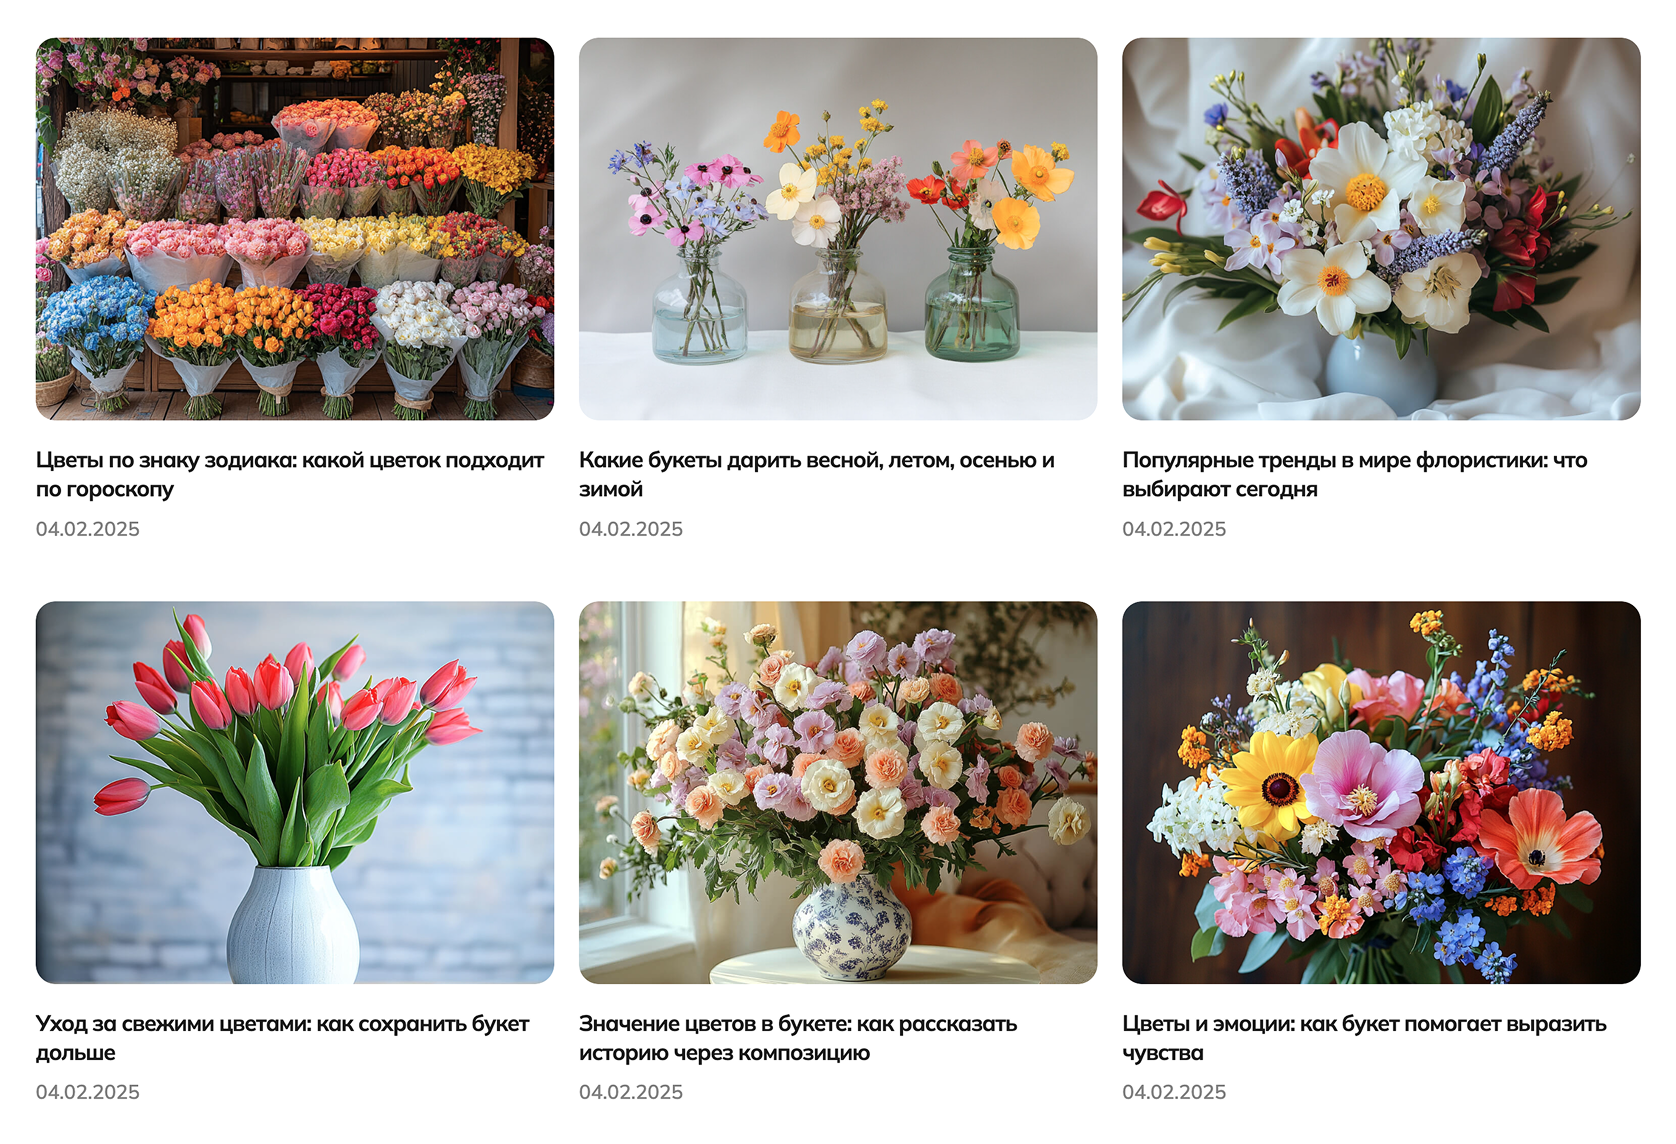 Цветы по знаку зодиака: какой цветок подходит
по гороскопу
04.02.2025
Какие букеты дарить весной, летом, осенью и
зимой
04.02.2025
Популярные тренды в мире флористики: что
выбирают сегодня
04.02.2025
Уход за свежими цветами: как сохранить букет
дольше
04.02.2025
Значение цветов в букете: как рассказать
историю через композицию
04.02.2025
Цветы и эмоции: как букет помогает выразить
чувства
04.02.2025